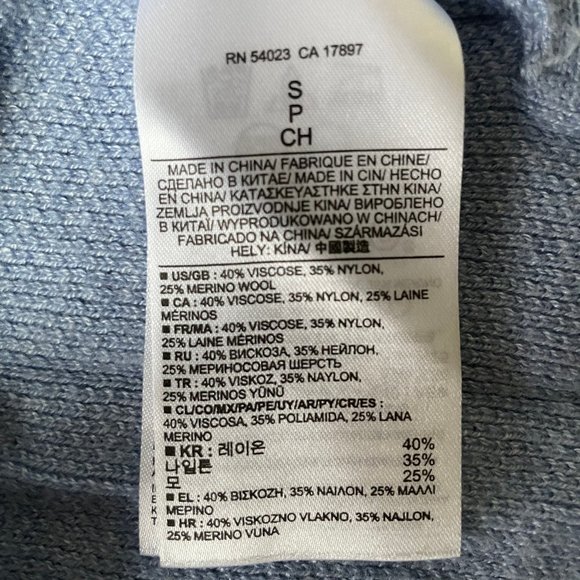 RN 54023 CA 17897
S
P
CH
MADE IN CHINA/ FABRIQUE EN CHINE/
СДЕЛАНО В КИТАЕ/ MADE IN CIN/ HECHO
EN CHINA/ ΚΑΤΑΣΚΕΥΑΣΤΗΚΕ ΣΤΗΝ ΚΙΝΑ/
ZEMLJA PROIZVODNJE KINA/ ВИРОБЛЕНО
В КИТАЇ/ WYPRODUKOWANO W CHINACH/
FABRICADO NA CHINA/ SZÁRMAZÁSI
HELY: KÍNA/ 中國製造
■ US/GB : 40% VISCOSE, 35% NYLON,
25% MERINO WOOL
■ CA : 40% VISCOSE, 35% NYLON, 25% LAINE
MÉRINOS
■ FR/MA : 40% VISCOSE, 35% NYLON,
25% LAINE MÉRINOS
■ RU : 40% ВИСКОЗА, 35% НЕЙЛОН,
25% МЕРИНОСОВАЯ ШЕРСТЬ
■ TR : 40% VISKOZ, 35% NAYLON,
25% MERINOS YÜNÜ
■ CL/CO/MX/PA/PE/UY/AR/PY/CR/ES :
40% VISCOSA, 35% POLIAMIDA, 25% LANA
MERINO
■ KR : 레이온 40%
나일론 35%
모 25%
■ EL : 40% ΒΙΣΚΟΖΗ, 35% ΝΑΙΛΟΝ, 25% ΜΑΛΛΙ
ΜΕΡΙΝΟ
■ HR : 40% VISKOZNO VLAKNO, 35% NAJLON,
25% MERINO VUNA